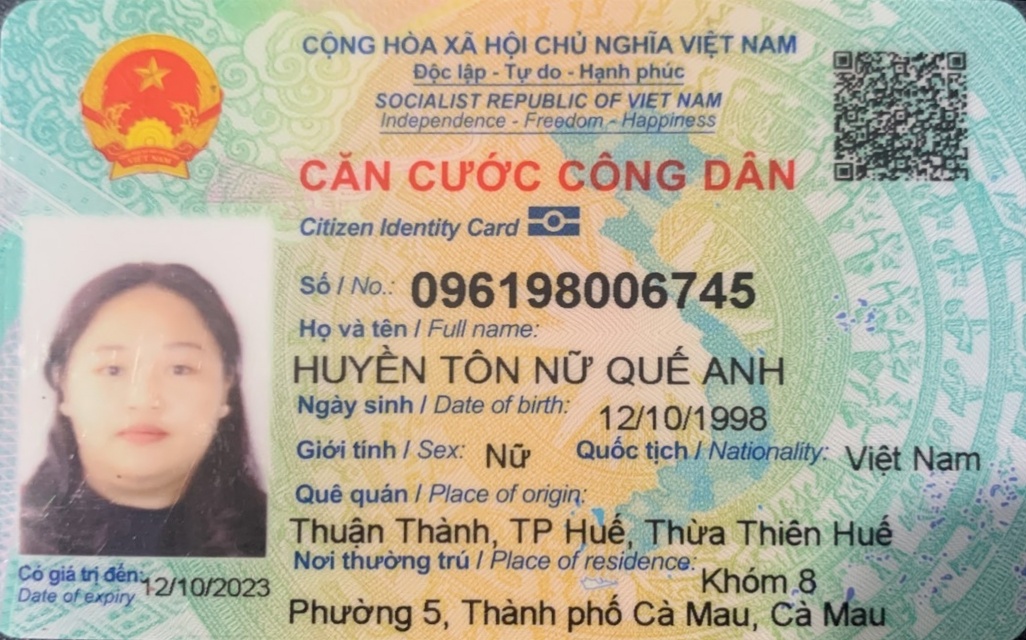 CỘNG HÒA XÃ HỘI CHỦ NGHĨA VIỆT NAM
Độc lập - Tự do - Hạnh phúc
SOCIALIST REPUBLIC OF VIET NAM
Independence - Freedom - Happiness
VIỆT NAM
CĂN CƯỚC CÔNG DÂN
Citizen Identity Card
Số / No.: 096198006745
Họ và tên / Full name:
HUYỀN TÔN NỮ QUẾ ANH
Ngày sinh / Date of birth: 12/10/1998
Giới tính / Sex: Nữ Quốc tịch / Nationality: Việt Nam
Quê quán / Place of origin:
Thuận Thành, TP Huế, Thừa Thiên Huế
Nơi thường trú / Place of residence: Khóm 8
Phường 5, Thành phố Cà Mau, Cà Mau
Có giá trị đến: 12/10/2023
Date of expiry